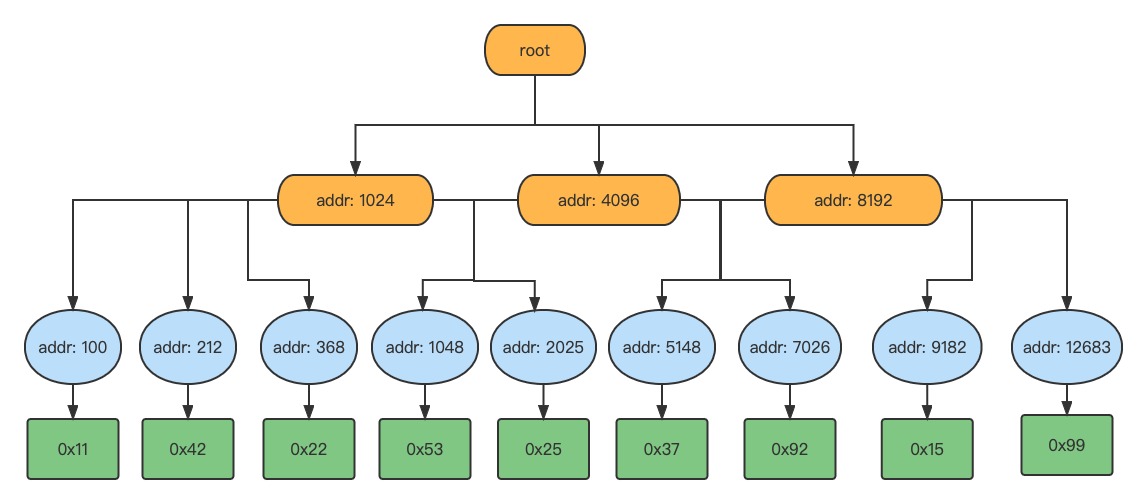 root
addr: 1024
addr: 4096
addr: 8192
addr: 100
addr: 212
addr: 368
addr: 1048
addr: 2025
addr: 5148
addr: 7026
addr: 9182
addr: 12683
0x11
0x42
0x22
0x53
0x25
0x37
0x92
0x15
0x99